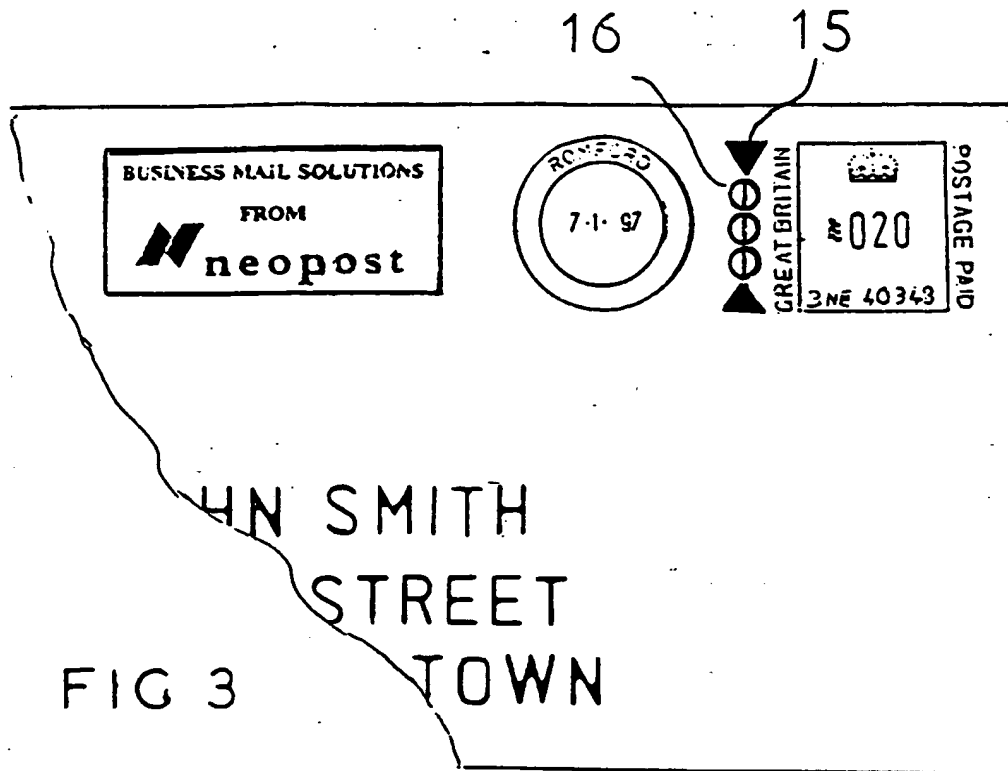 16 15
BUSINESS MAIL SOLUTIONS
FROM
neopost
ROMFORD
7·1· 97
GREAT BRITAIN
020
3NE 40343
POSTAGE PAID
HN SMITH
STREET
TOWN
FIG 3